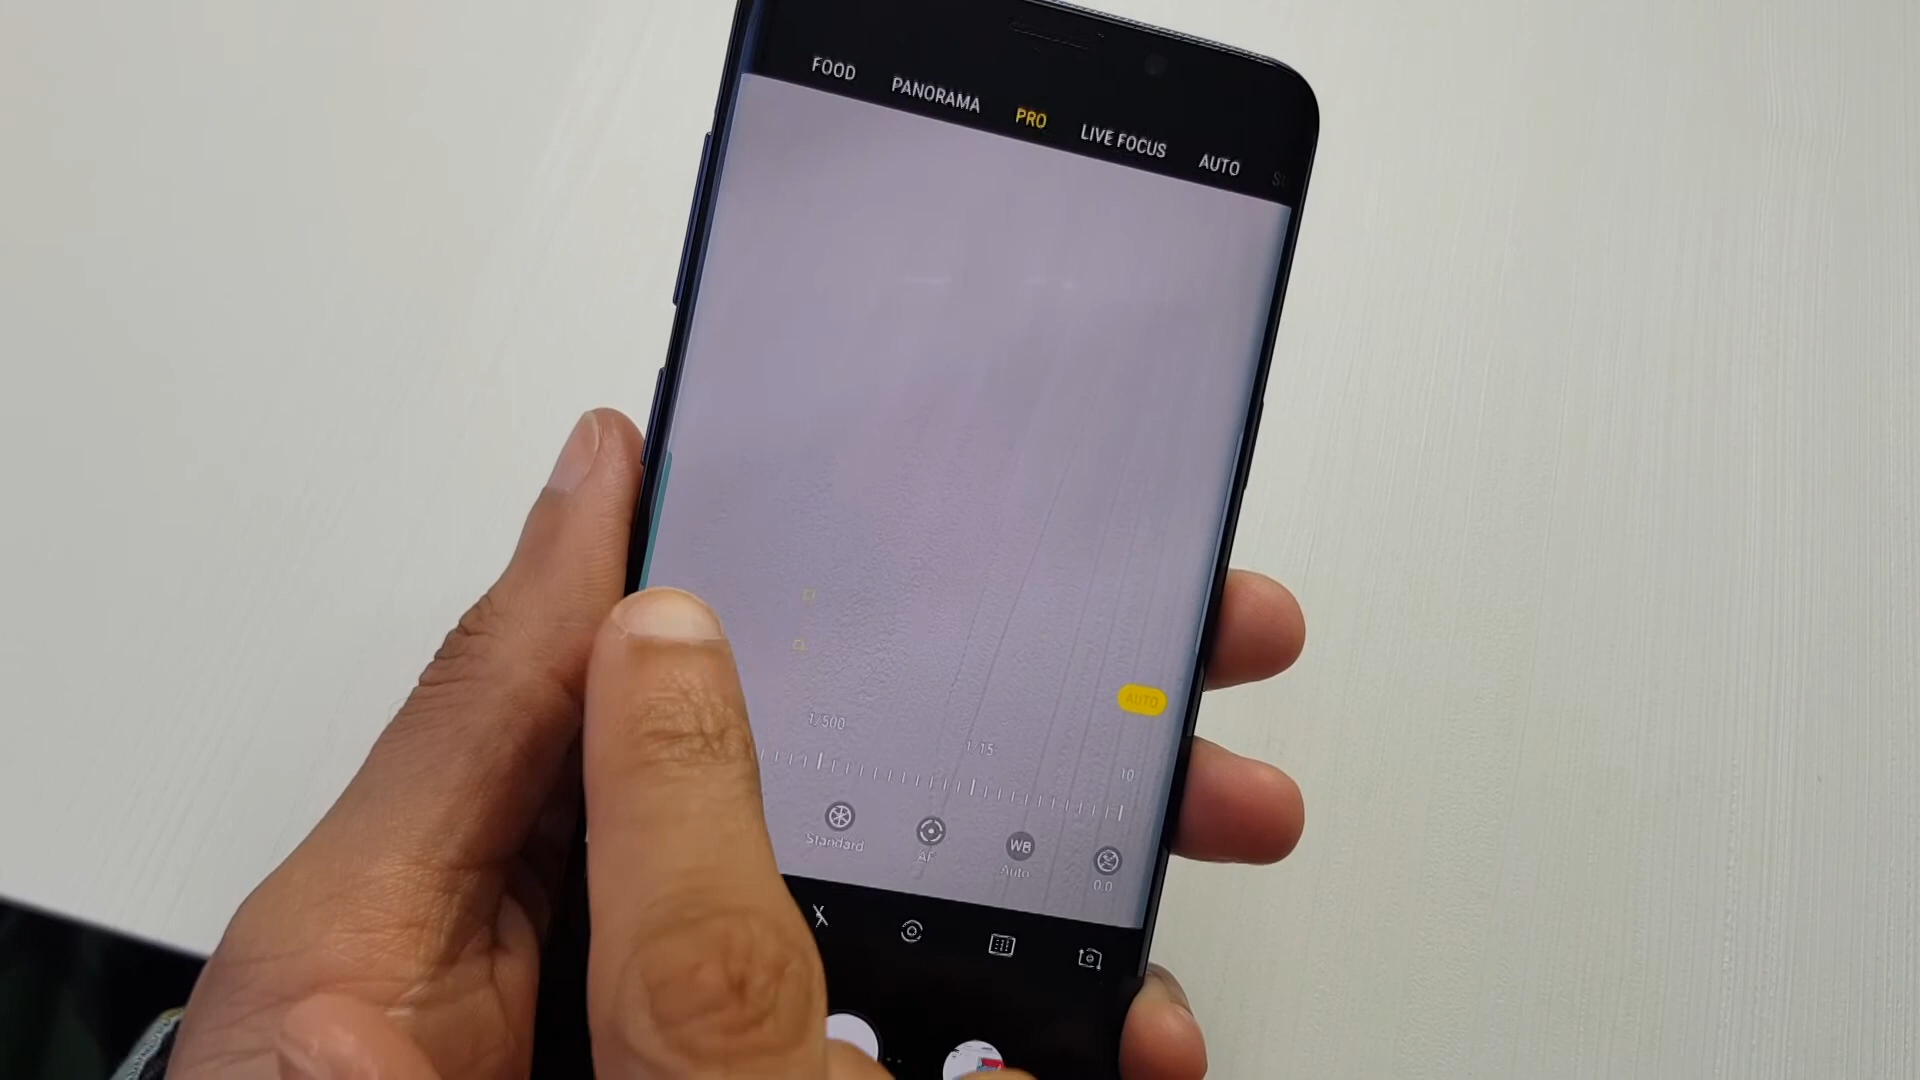 FOOD PANORAMA PRO LIVE FOCUS AUTO
AUTO
1/500 1/15 10
Standard AF WB Auto 0.0